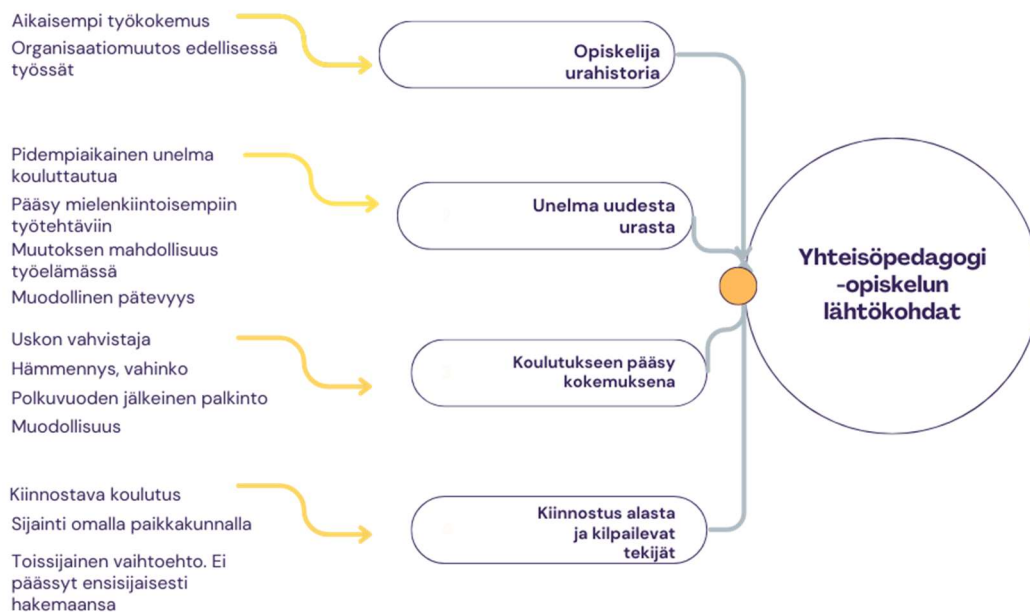 Aikaisempi työkokemus
Organisaatiomuutos edellisessä
työssät
Opiskelija
urahistoria
Pidempiaikainen unelma
kouluttautua
Pääsy mielenkiintoisempiin
työtehtäviin
Muutoksen mahdollisuus
työelämässä
Muodollinen pätevyys
Unelma uudesta
urasta
Uskon vahvistaja
Hämmennys, vahinko
Polkuvuoden jälkeinen palkinto
Muodollisuus
Koulutukseen pääsy
kokemuksena
Kiinnostava koulutus
Sijainti omalla paikkakunnalla
Toissijainen vaihtoehto. Ei
päässyt ensisijaisesti
hakemaansa
Kiinnostus alasta
ja kilpailevat
tekijät
Yhteisöpedagogi
-opiskelun
lähtökohdat